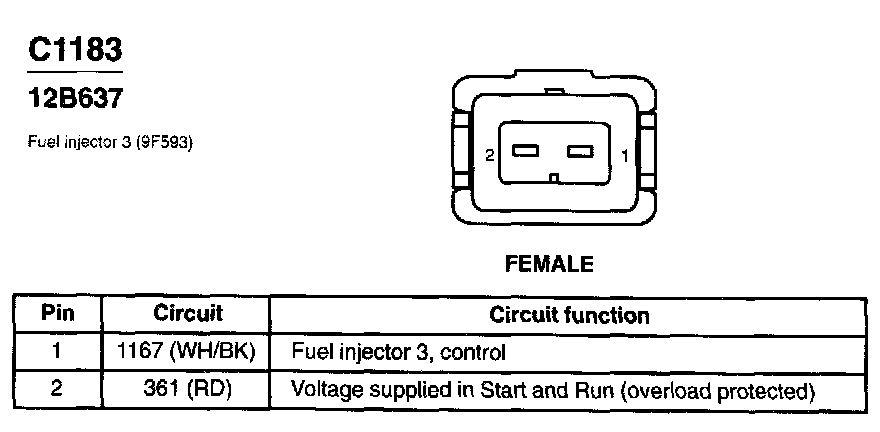 C1183
12B637
Fuel injector 3 (9F593)
2 1
FEMALE
Pin Circuit Circuit function
1 1167 (WH/BK) Fuel injector 3, control
2 361 (RD) Voltage supplied in Start and Run (overload protected)